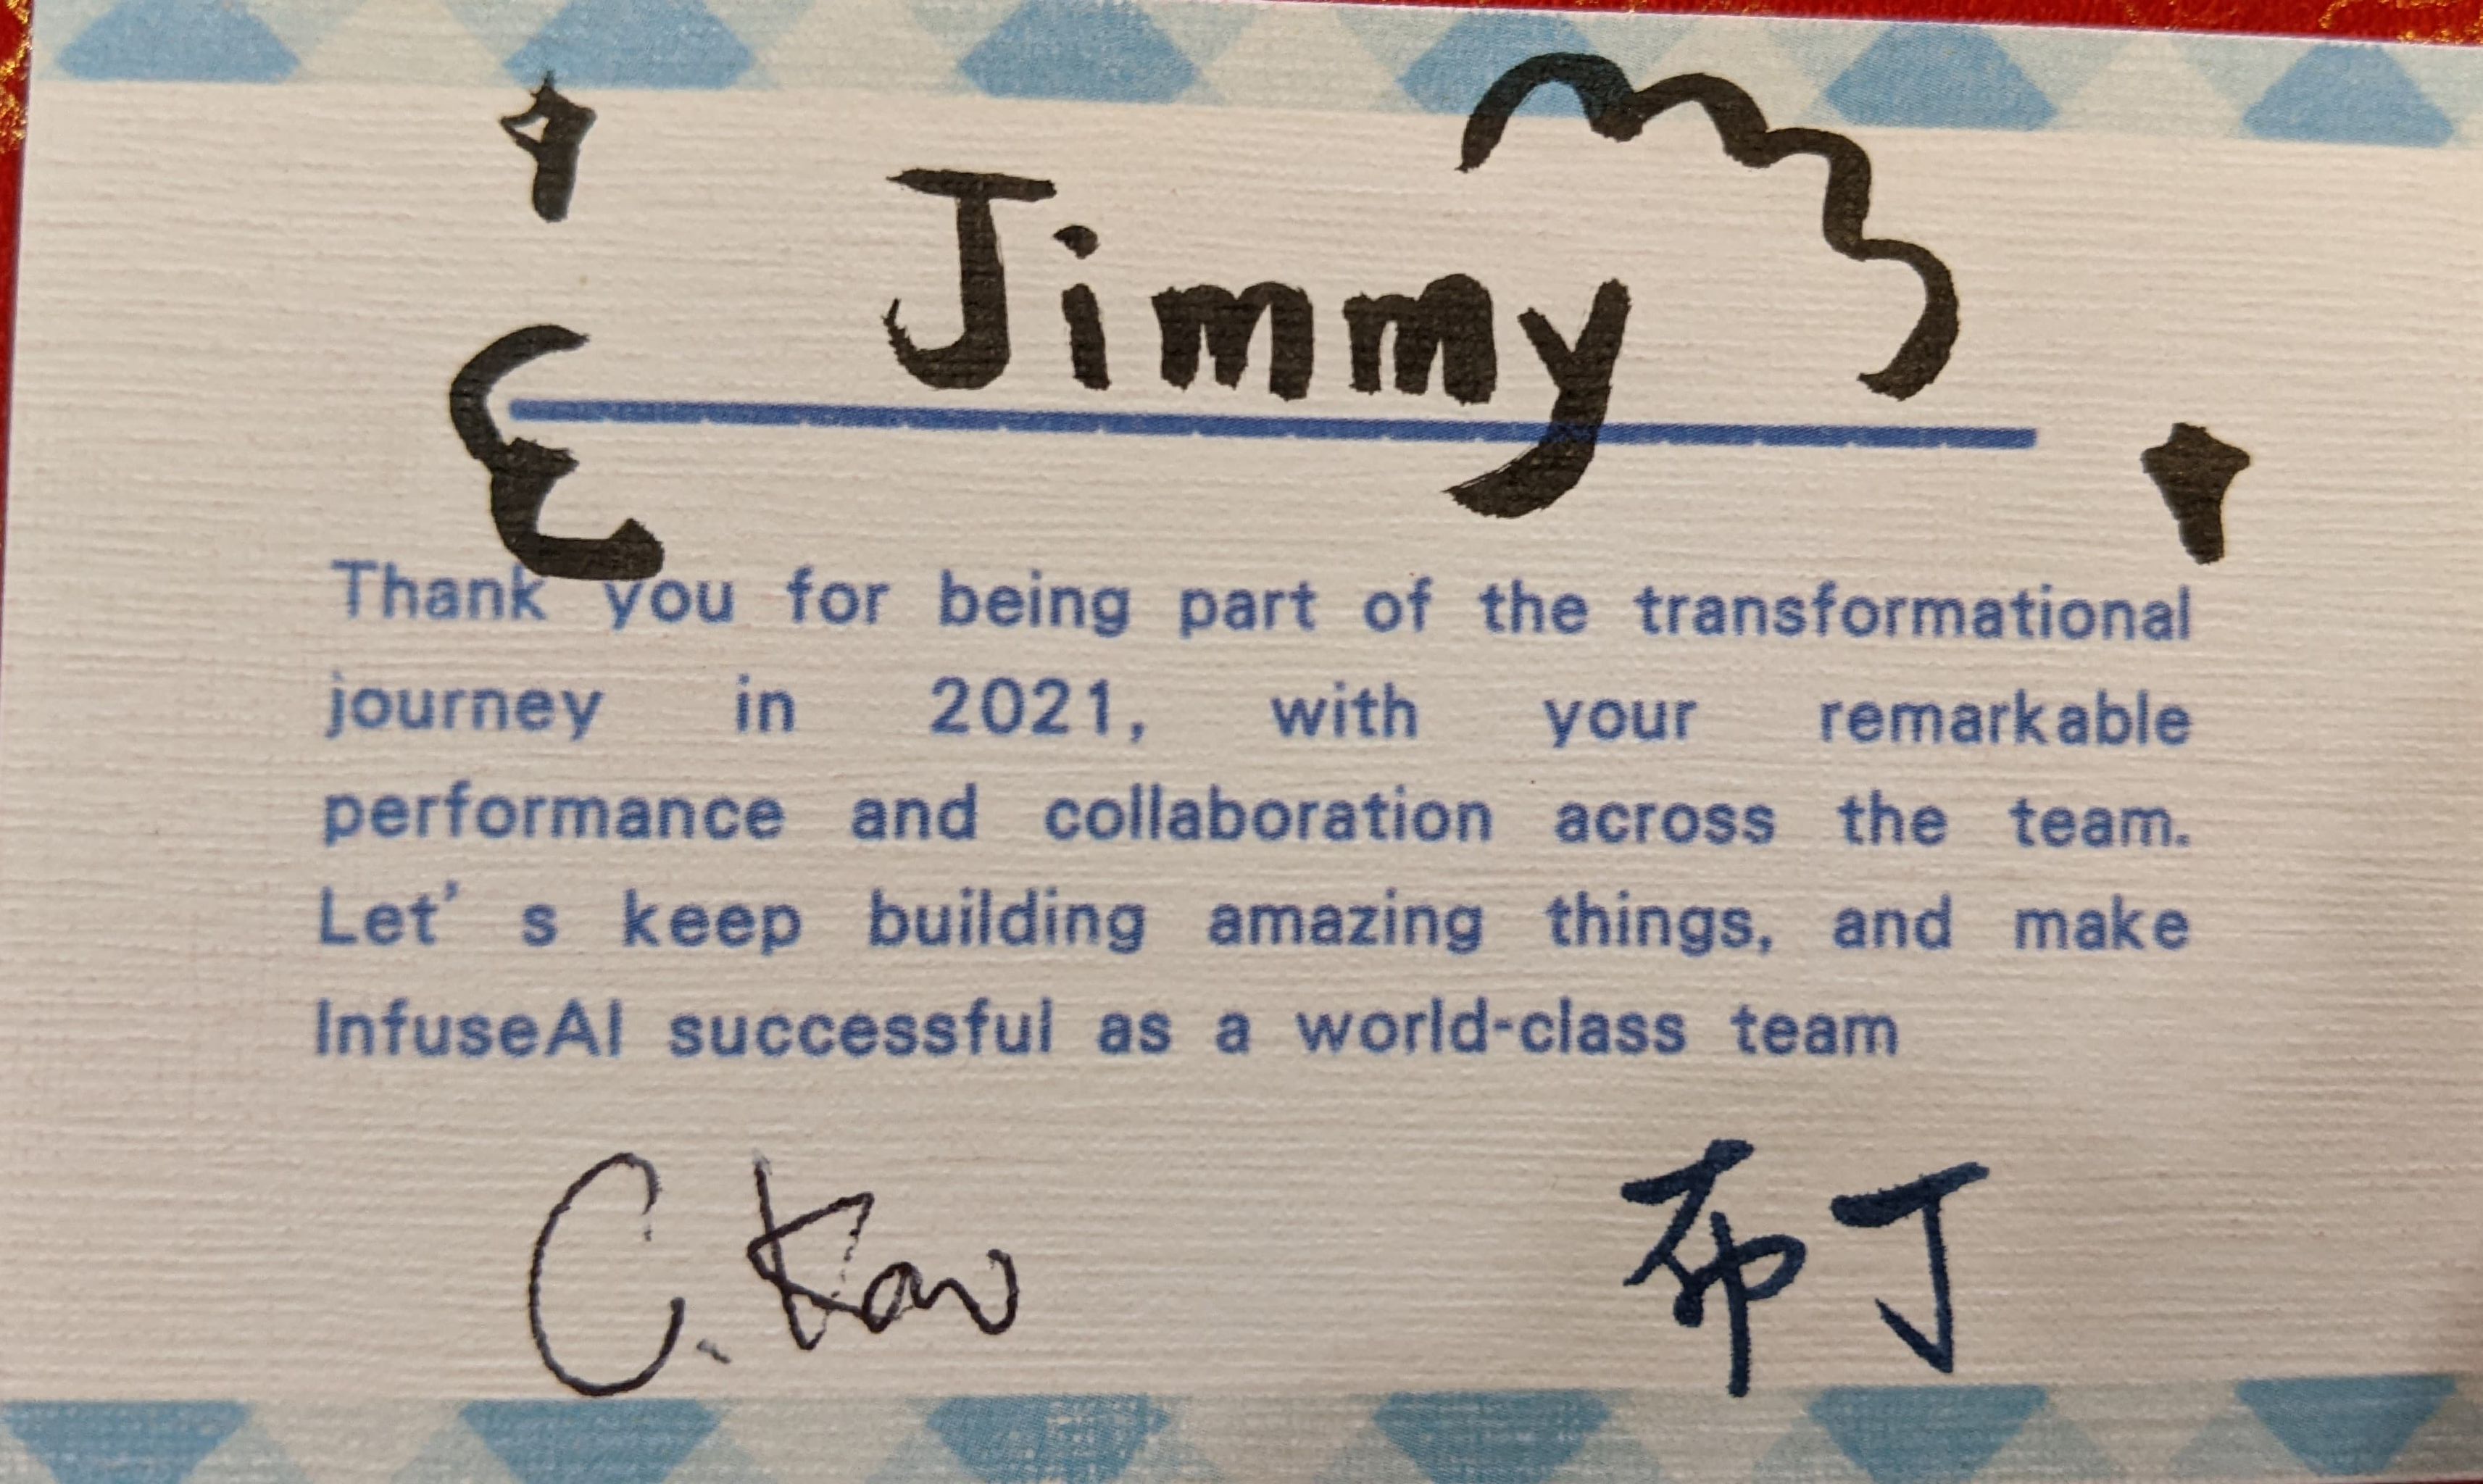 Jimmy
Thank you for being part of the transformational
journey in 2021, with your remarkable
performance and collaboration across the team.
Let's keep building amazing things, and make
InfuseAI successful as a world-class team
C. Kao
布丁